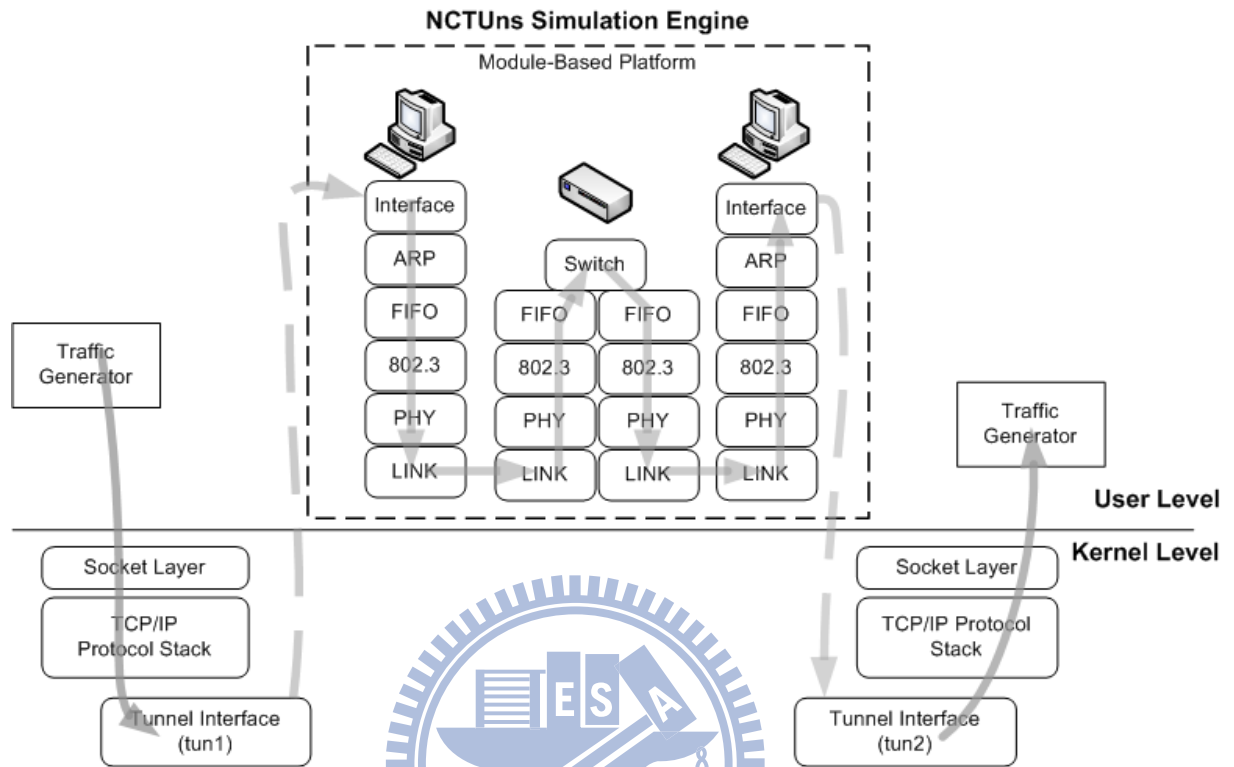 NCTUns Simulation Engine
Module-Based Platform
Interface
ARP
FIFO
802.3
PHY
LINK
Switch
FIFO
FIFO
802.3
802.3
PHY
PHY
LINK
LINK
Interface
ARP
FIFO
802.3
PHY
LINK
Traffic
Generator
Traffic
Generator
User Level
Kernel Level
Socket Layer
TCP/IP
Protocol Stack
Tunnel Interface
(tun1)
Socket Layer
TCP/IP Protocol
Stack
Tunnel Interface
(tun2)
E S A
8